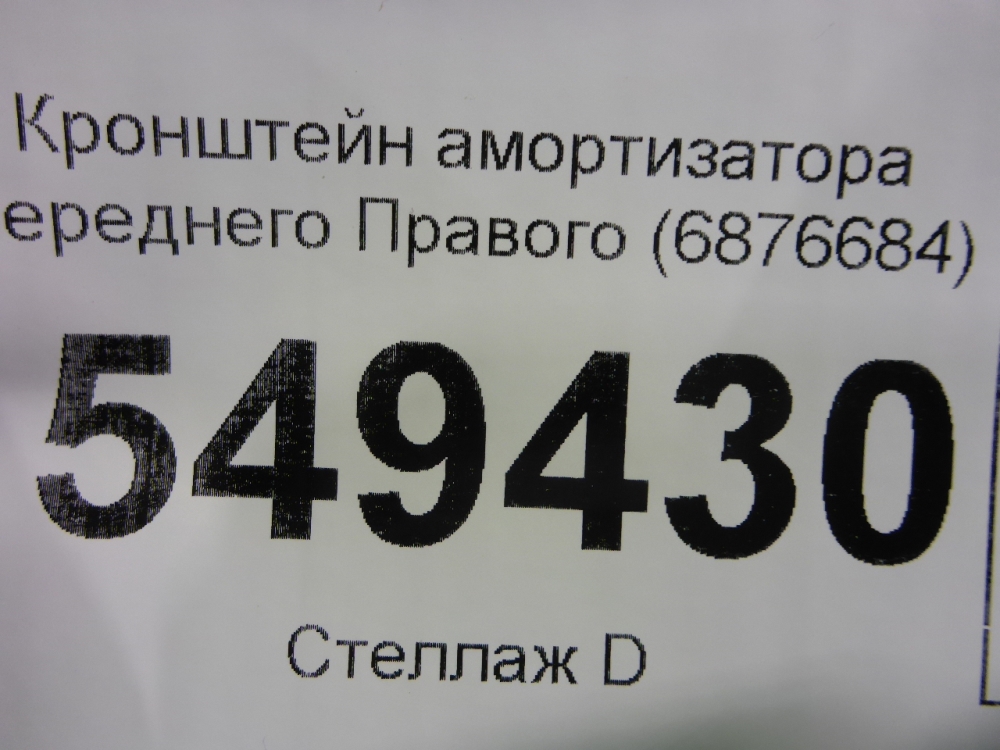 Кронштейн амортизатора
ереднего Правого (6876684)
549430
Стеллаж D